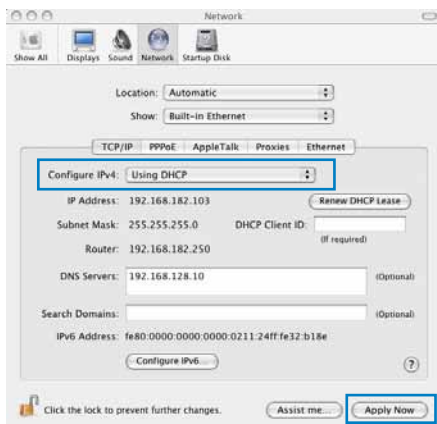 Network
Show All Displays Sound Network Startup Disk
Location: Automatic
Show: Built-in Ethernet
TCP/IP PPPoE AppleTalk Proxies Ethernet
Configure IPv4: Using DHCP
IP Address: 192.168.182.103 Renew DHCP Lease
Subnet Mask: 255.255.255.0 DHCP Client ID:
(If required)
Router: 192.168.182.250
DNS Servers: 192.168.128.10 (Optional)
Search Domains: (Optional)
IPv6 Address: fe80:0000:0000:0000:0211:24ff:fe32:b18e
Configure IPv6... ?
Click the lock to prevent further changes. Assist me... Apply Now